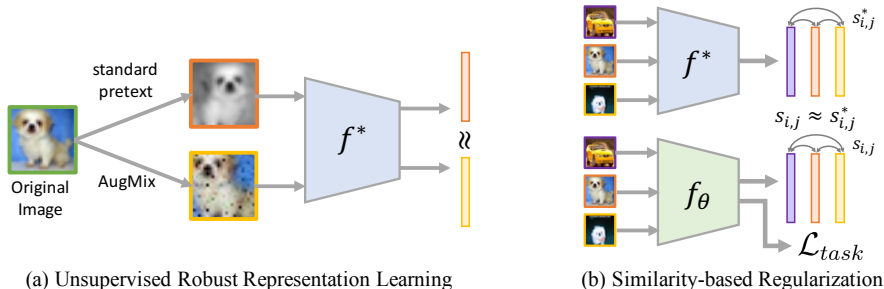 standard
pretext
Original
Image
AugMix
f*
≈
(a) Unsupervised Robust Representation Learning
f*
s*i,j
si,j ≈ s*i,j
fθ
si,j
Ltask
(b) Similarity-based Regularization